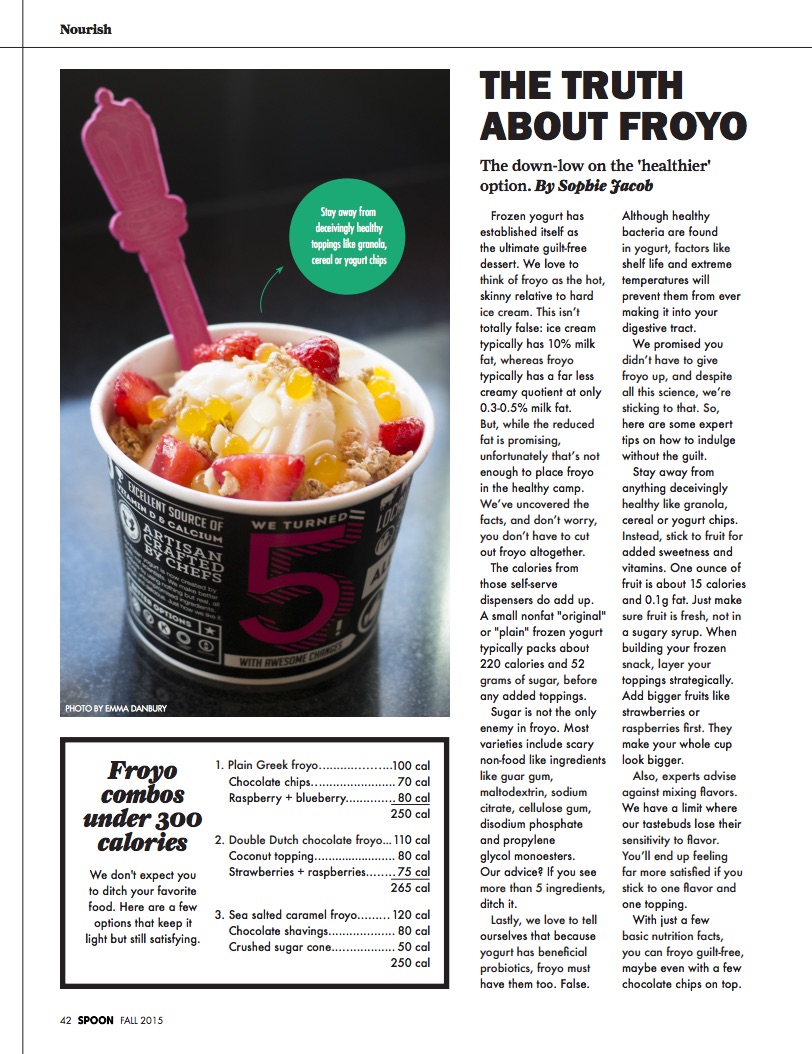 Nourish
THE TRUTH
ABOUT FROYO
The down-low on the 'healthier'
option. By Sophie Jacob
Stay away from
deceivingly healthy
toppings like granola,
cereal or yogurt chips
EXCELLENT SOURCE OF
VITAMIN D & CALCIUM
ARTISAN
CRAFTED
BY CHEFS
WE TURNED
5!
WITH AWESOME CHANGES
PHOTO BY EMMA DANBURY
Froyo
combos
under 300
calories
We don't expect you
to ditch your favorite
food. Here are a few
options that keep it
light but still satisfying.
1. Plain Greek froyo....................100 cal
Chocolate chips........................ 70 cal
Raspberry + blueberry............. 80 cal
250 cal
2. Double Dutch chocolate froyo... 110 cal
Coconut topping....................... 80 cal
Strawberries + raspberries........ 75 cal
265 cal
3. Sea salted caramel froyo......... 120 cal
Chocolate shavings................... 80 cal
Crushed sugar cone.................. 50 cal
250 cal
Frozen yogurt has
established itself as
the ultimate guilt-free
dessert. We love to
think of froyo as the hot,
skinny relative to hard
ice cream. This isn't
totally false: ice cream
typically has 10% milk
fat, whereas froyo
typically has a far less
creamy quotient at only
0.3-0.5% milk fat.
But, while the reduced
fat is promising,
unfortunately that's not
enough to place froyo
in the healthy camp.
We've uncovered the
facts, and don't worry,
you don't have to cut
out froyo altogether.
The calories from
those self-serve
dispensers do add up.
A small nonfat "original"
or "plain" frozen yogurt
typically packs about
220 calories and 52
grams of sugar, before
any added toppings.
Sugar is not the only
enemy in froyo. Most
varieties include scary
non-food like ingredients
like guar gum,
maltodextrin, sodium
citrate, cellulose gum,
disodium phosphate
and propylene
glycol monoesters.
Our advice? If you see
more than 5 ingredients,
ditch it.
Lastly, we love to tell
ourselves that because
yogurt has beneficial
probiotics, froyo must
have them too. False.
Although healthy
bacteria are found
in yogurt, factors like
shelf life and extreme
temperatures will
prevent them from ever
making it into your
digestive tract.
We promised you
didn't have to give
froyo up, and despite
all this science, we're
sticking to that. So,
here are some expert
tips on how to indulge
without the guilt.
Stay away from
anything deceivingly
healthy like granola,
cereal or yogurt chips.
Instead, stick to fruit for
added sweetness and
vitamins. One ounce of
fruit is about 15 calories
and 0.1g fat. Just make
sure fruit is fresh, not in
a sugary syrup. When
building your frozen
snack, layer your
toppings strategically.
Add bigger fruits like
strawberries or
raspberries first. They
make your whole cup
look bigger.
Also, experts advise
against mixing flavors.
We have a limit where
our tastebuds lose their
sensitivity to flavor.
You'll end up feeling
far more satisfied if you
stick to one flavor and
one topping.
With just a few
basic nutrition facts,
you can froyo guilt-free,
maybe even with a few
chocolate chips on top.
42 SPOON FALL 2015